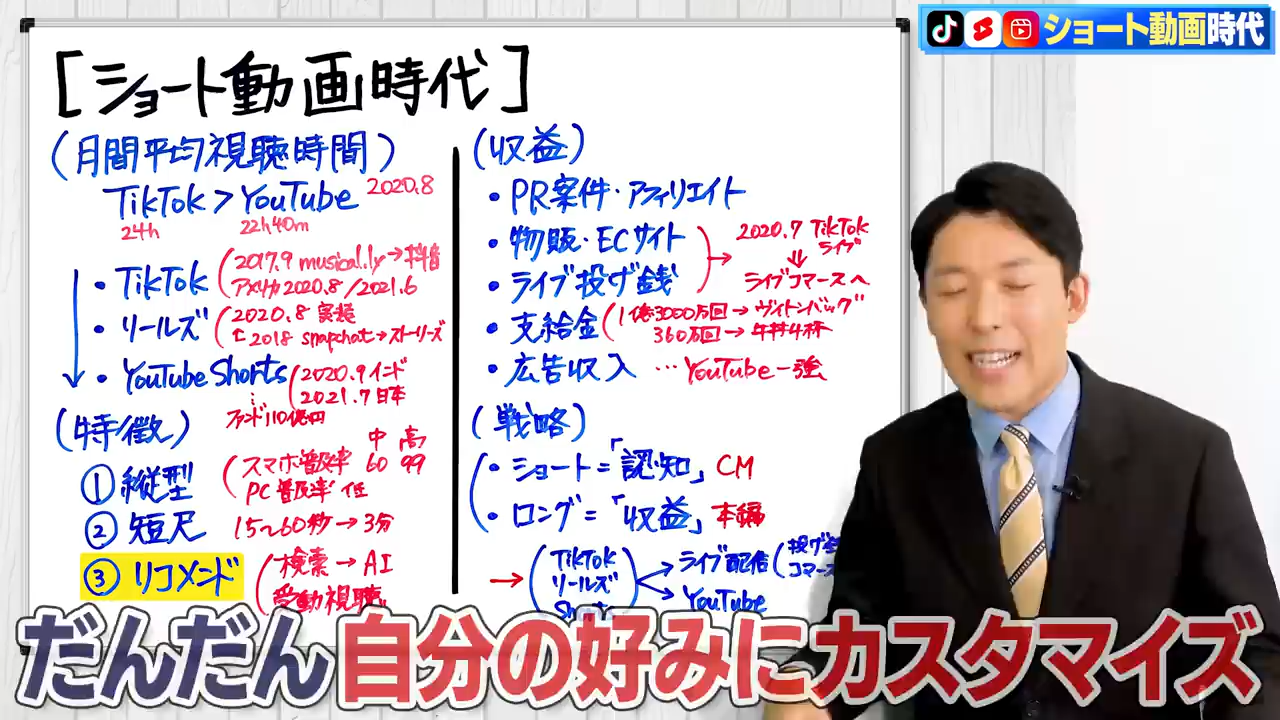 ショート動画時代
[ショート動画時代]
(月間平均視聴時間)
TikTok > YouTube 2020.8
24h 22h40m
・TikTok (2017.9 musical.ly→抖音
アメリカ2020.8/2021.6
・リールズ (2020.8 実装
2018 snapchat→ストーリーズ
・YouTube Shorts (2020.9 インド
2021.7 日本
ファンド110億円
(特徴)
中 高
①縦型 (スマホ普及率 60 99
PC普及率 低
②短尺 15〜60秒→3分
③リコメンド (検索→AI
受動視聴
(収益)
・PR案件・アフィリエイト
・物販・ECサイト
・ライブ投げ銭
2020.7 TikTok
ライブ
ライブコマースへ
・支給金 (1億3000万回→ヴィトンバッグ
360万回→牛丼4杯
・広告収入 …YouTube一強
(戦略)
・ショート=「認知」CM
・ロング=「収益」本編
→(TikTok
リールズ
Shorts)
→ライブ配信(投げ銭
コマース
→YouTube
だんだん自分の好みにカスタマイズ